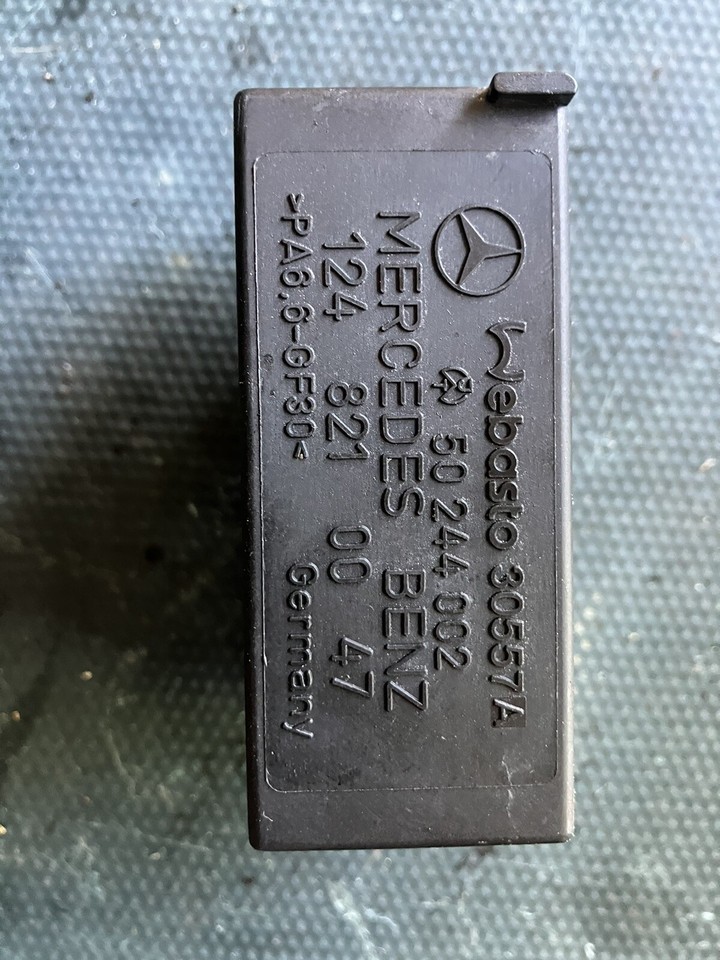 Webasto 30557A
50 244 002
MERCEDES BENZ
124 821 00 47
>PA6,6-GF30< Germany